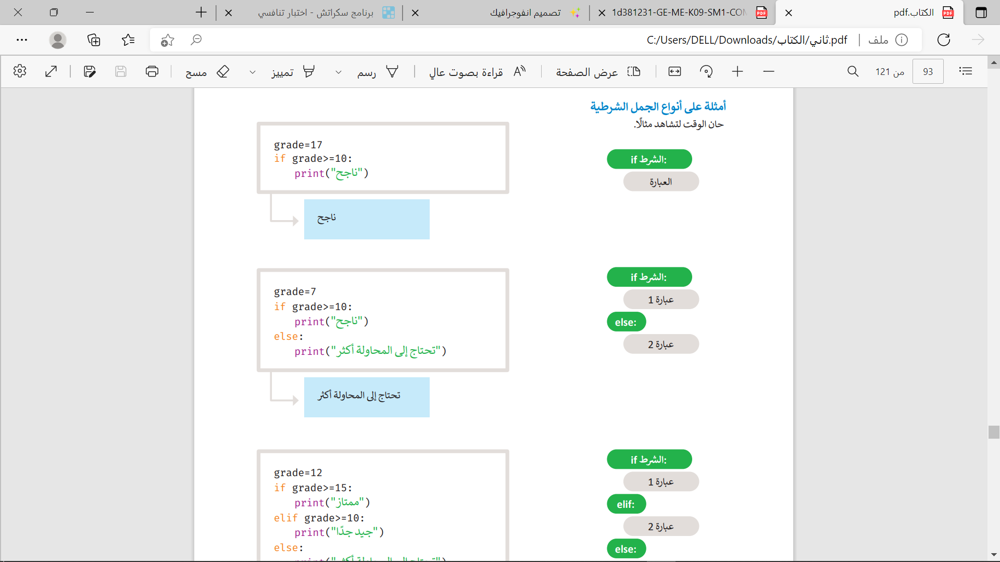 الكتاب.pdf
1d381231-GE-ME-K09-SM1-CON
تصميم انفوجرافيك
برنامج سكراتش - اختبار تنافسي
ملف
C:/Users/DELL/Downloads/ثاني/الكتاب.pdf
93
من 121
عرض الصفحة
قراءة بصوت عالٍ
رسم
تمييز
مسح
أمثلة على أنواع الجمل الشرطية
حان الوقت لتشاهد مثالًا.
if الشرط:
العبارة
grade=17
if grade>=10:
print("ناجح")
ناجح
if الشرط:
عبارة 1
else:
عبارة 2
grade=7
if grade>=10:
print("ناجح")
else:
print("تحتاج إلى المحاولة أكثر")
تحتاج إلى المحاولة أكثر
if الشرط:
عبارة 1
elif:
عبارة 2
else:
grade=12
if grade>=15:
print("ممتاز")
elif grade>=10:
print("جيد جدًا")
else: